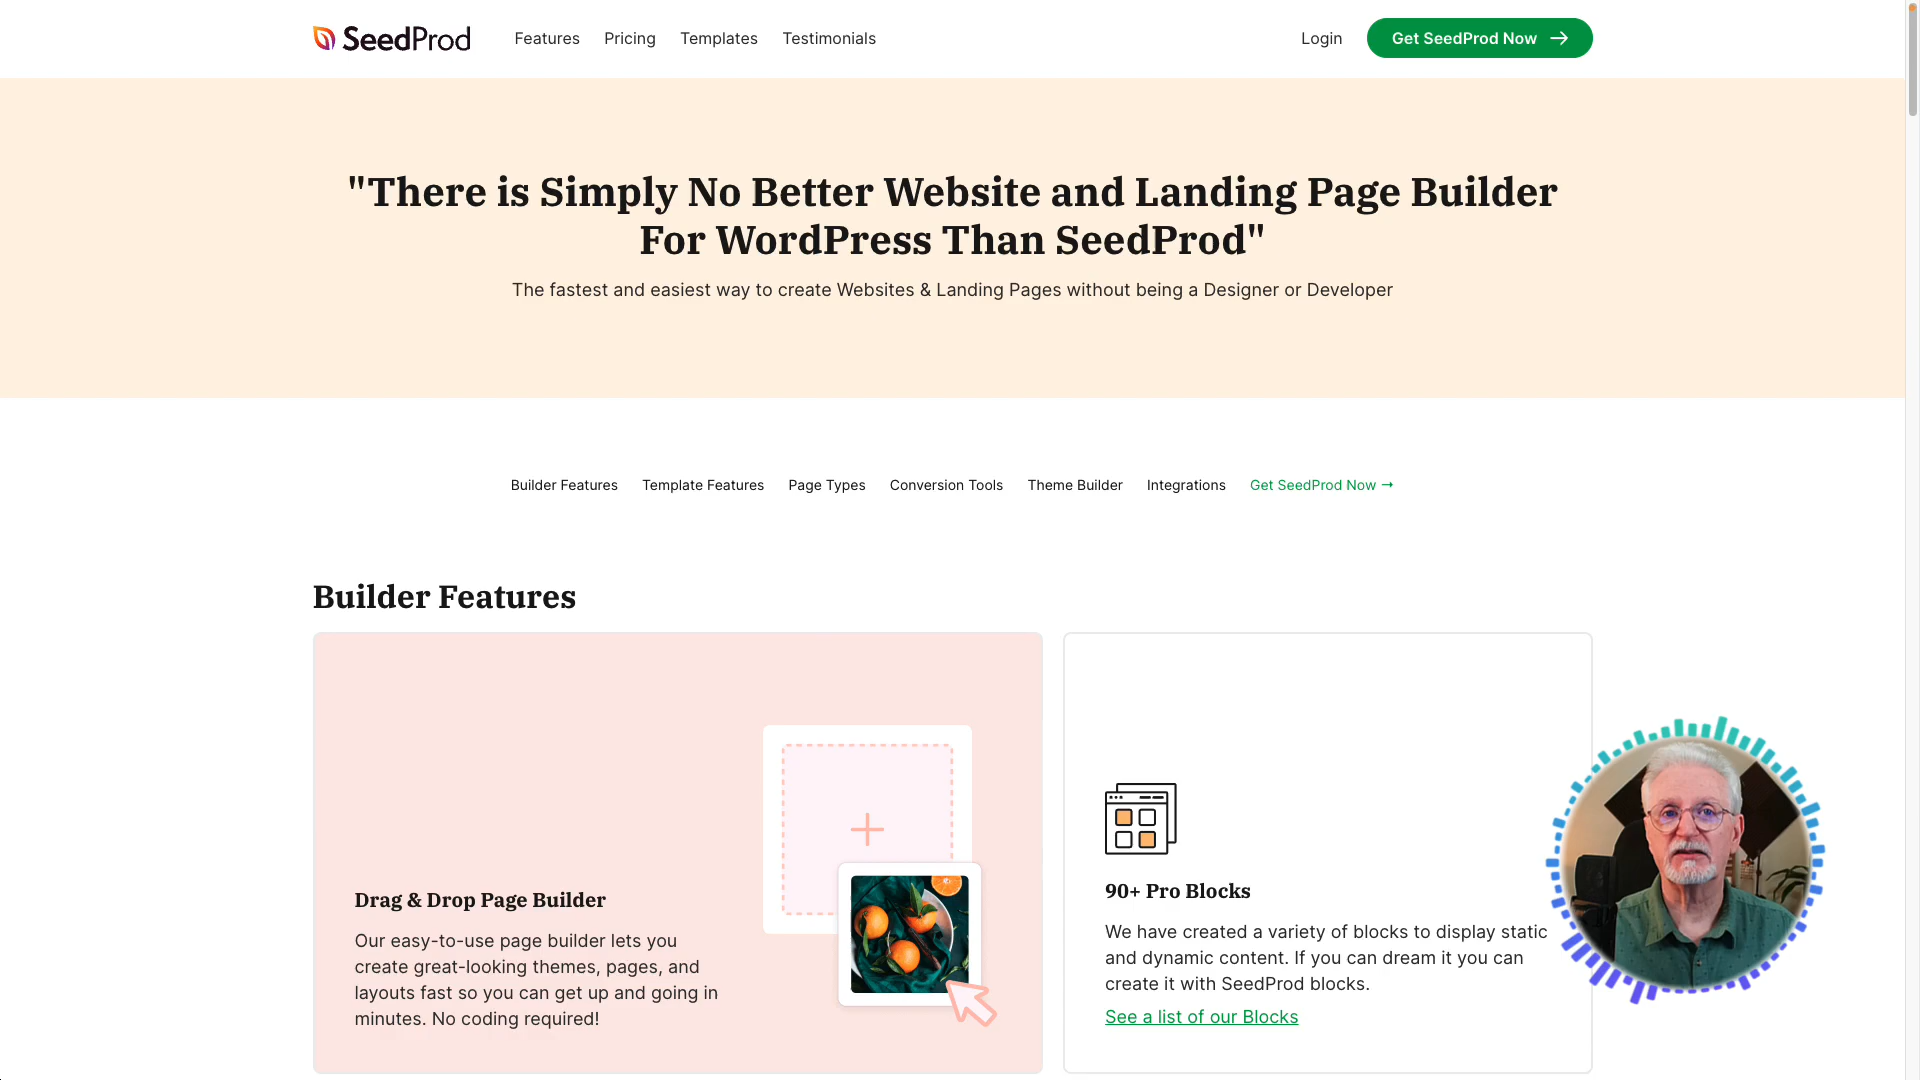 SeedProd
Features
Pricing
Templates
Testimonials
Login
Get SeedProd Now →
"There is Simply No Better Website and Landing Page Builder
For WordPress Than SeedProd"
The fastest and easiest way to create Websites & Landing Pages without being a Designer or Developer
Builder Features
Template Features
Page Types
Conversion Tools
Theme Builder
Integrations
Get SeedProd Now →
Builder Features
Drag & Drop Page Builder
Our easy-to-use page builder lets you
create great-looking themes, pages, and
layouts fast so you can get up and going in
minutes. No coding required!
90+ Pro Blocks
We have created a variety of blocks to display static
and dynamic content. If you can dream it you can
create it with SeedProd blocks.
See a list of our Blocks